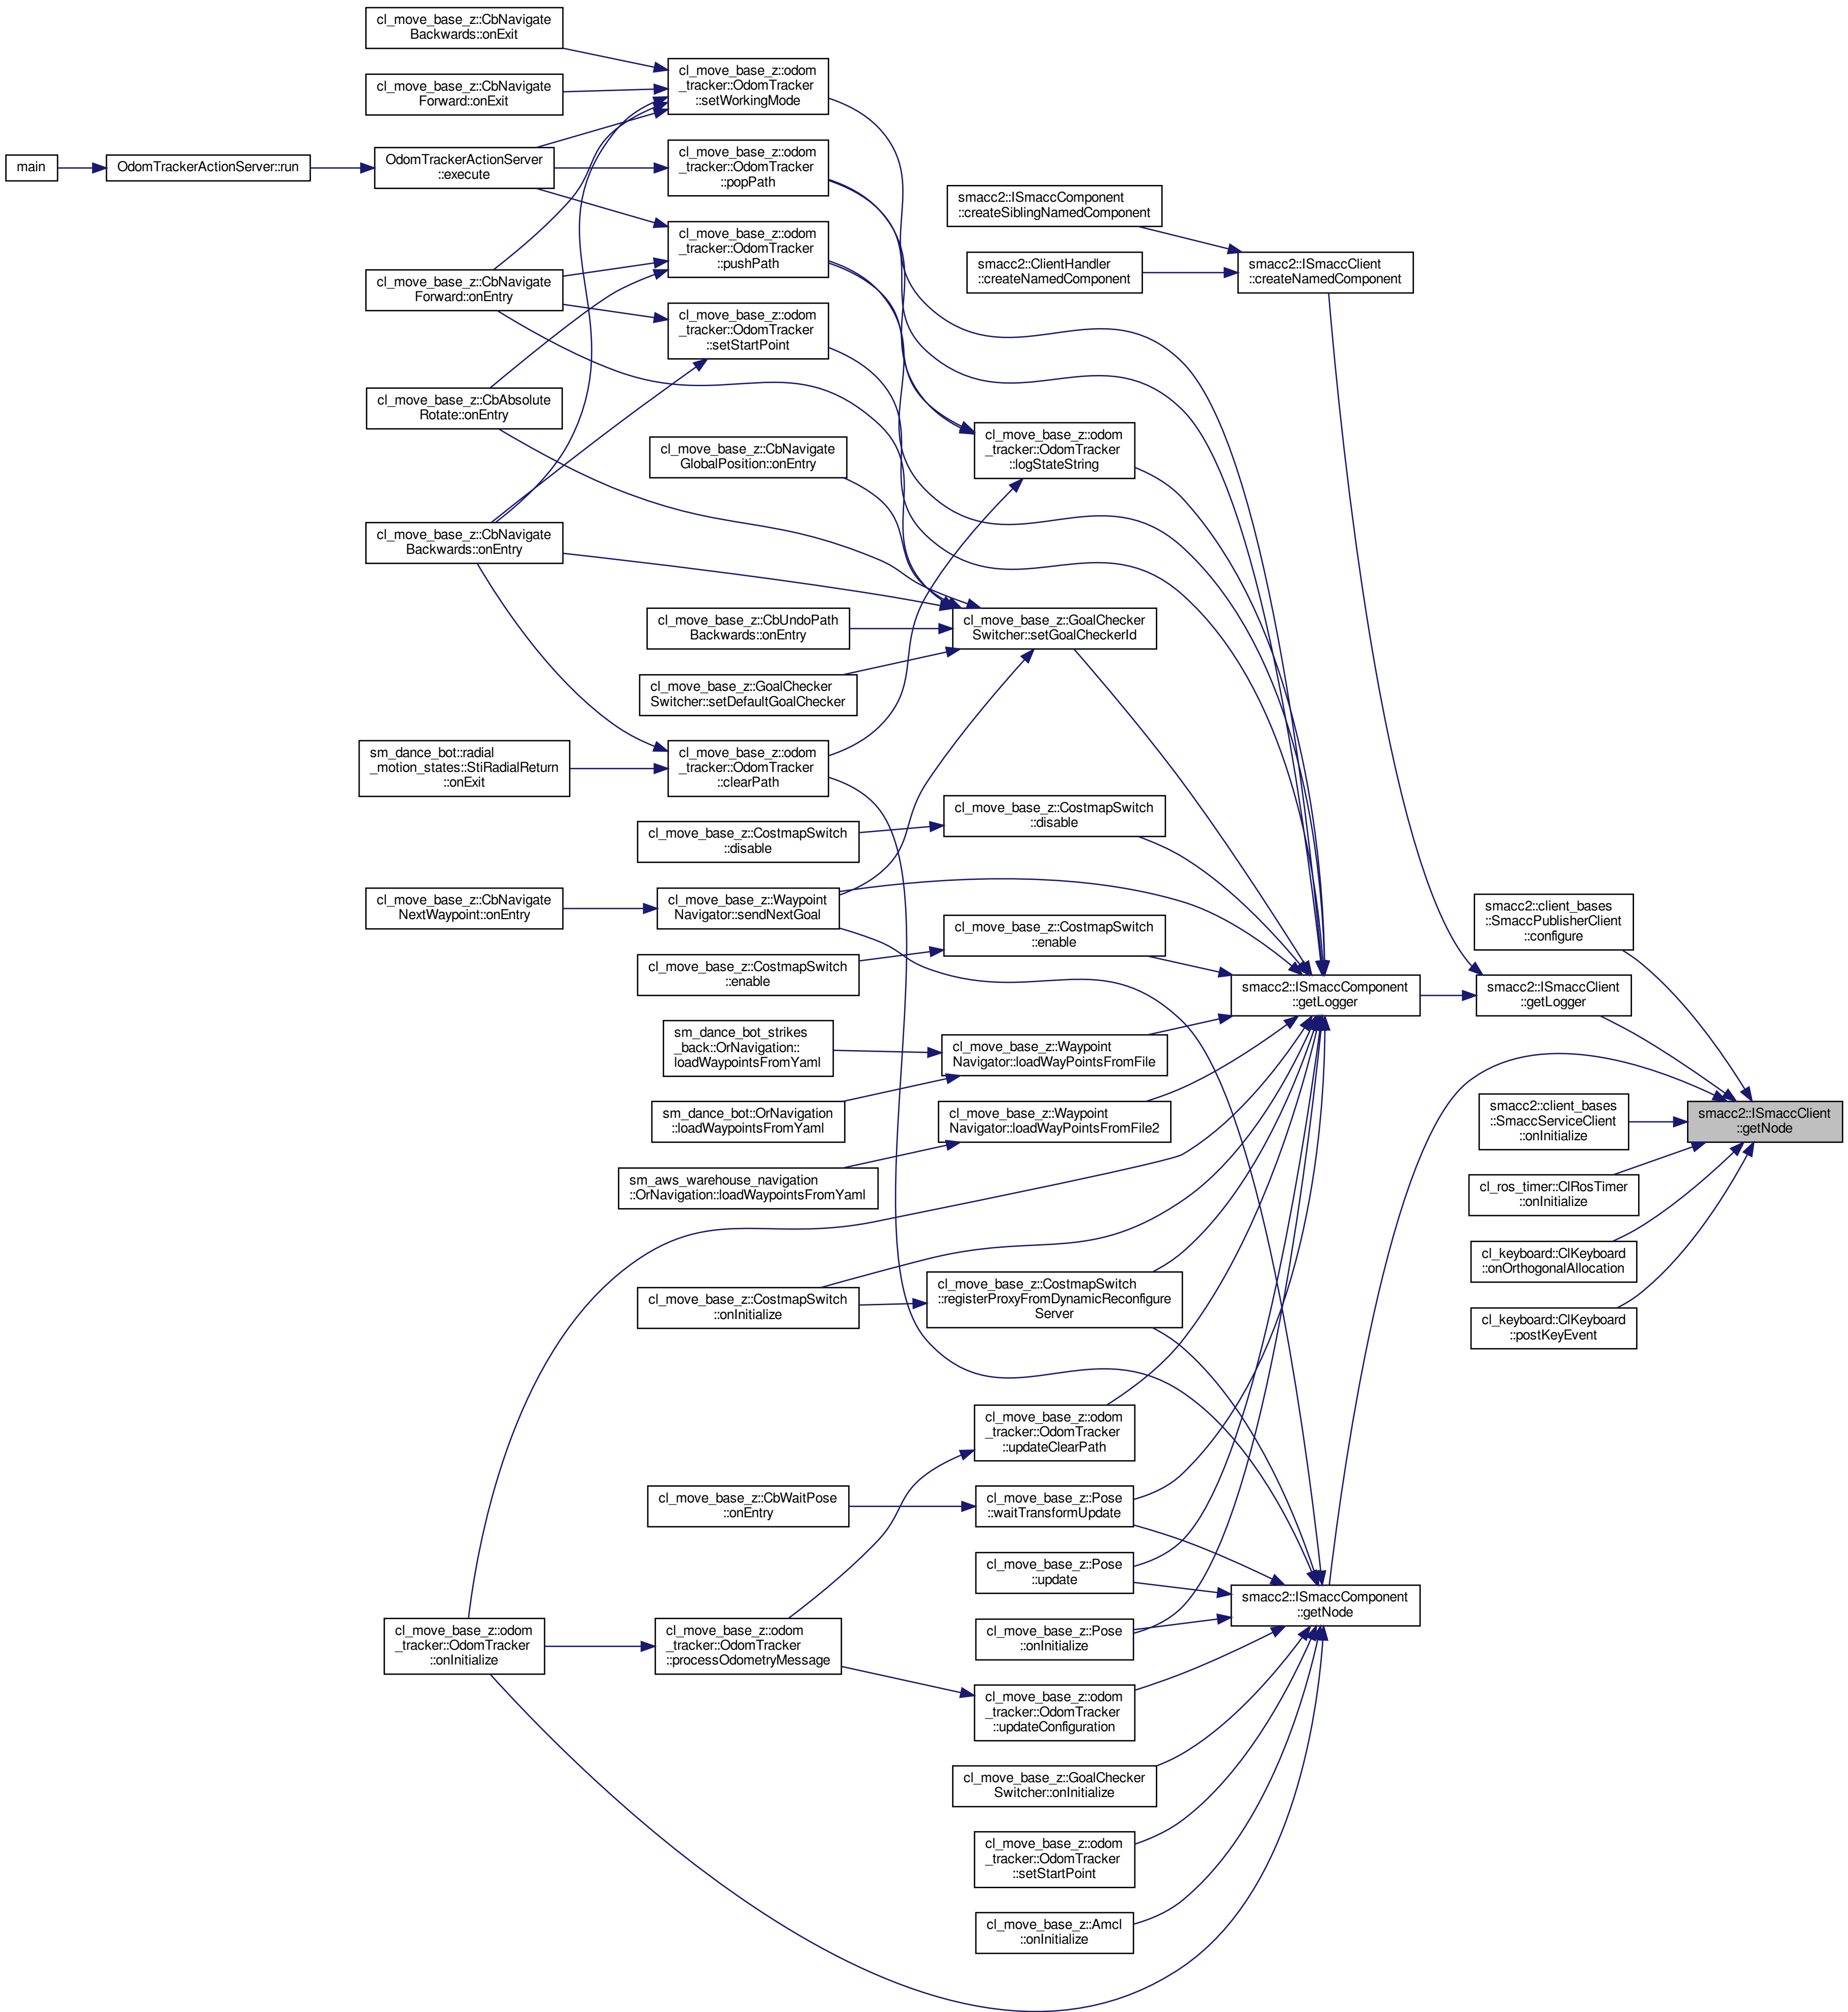 cl_move_base_z::CbNavigate
Backwards::onExit
cl_move_base_z::CbNavigate
Forward::onExit
main
OdomTrackerActionServer::run
OdomTrackerActionServer
::execute
cl_move_base_z::CbNavigate
Forward::onEntry
cl_move_base_z::CbAbsolute
Rotate::onEntry
cl_move_base_z::CbNavigate
Backwards::onEntry
sm_dance_bot::radial
_motion_states::StiRadialReturn
::onExit
cl_move_base_z::CbNavigate
NextWaypoint::onEntry
cl_move_base_z::odom
_tracker::OdomTracker
::onInitialize
cl_move_base_z::odom
_tracker::OdomTracker
::setWorkingMode
cl_move_base_z::odom
_tracker::OdomTracker
::popPath
cl_move_base_z::odom
_tracker::OdomTracker
::pushPath
cl_move_base_z::odom
_tracker::OdomTracker
::setStartPoint
cl_move_base_z::CbNavigate
GlobalPosition::onEntry
cl_move_base_z::CbUndoPath
Backwards::onEntry
cl_move_base_z::GoalChecker
Switcher::setDefaultGoalChecker
cl_move_base_z::odom
_tracker::OdomTracker
::clearPath
cl_move_base_z::CostmapSwitch
::disable
cl_move_base_z::Waypoint
Navigator::sendNextGoal
cl_move_base_z::CostmapSwitch
::enable
sm_dance_bot_strikes
_back::OrNavigation::
loadWaypointsFromYaml
sm_dance_bot::OrNavigation
::loadWaypointsFromYaml
sm_aws_warehouse_navigation
::OrNavigation::loadWaypointsFromYaml
cl_move_base_z::CostmapSwitch
::onInitialize
cl_move_base_z::CbWaitPose
::onEntry
cl_move_base_z::odom
_tracker::OdomTracker
::processOdometryMessage
smacc2::ISmaccComponent
::createSiblingNamedComponent
smacc2::ClientHandler
::createNamedComponent
cl_move_base_z::odom
_tracker::OdomTracker
::logStateString
cl_move_base_z::GoalChecker
Switcher::setGoalCheckerId
cl_move_base_z::CostmapSwitch
::disable
cl_move_base_z::CostmapSwitch
::enable
cl_move_base_z::Waypoint
Navigator::loadWayPointsFromFile
cl_move_base_z::Waypoint
Navigator::loadWayPointsFromFile2
cl_move_base_z::CostmapSwitch
::registerProxyFromDynamicReconfigure
Server
cl_move_base_z::odom
_tracker::OdomTracker
::updateClearPath
cl_move_base_z::Pose
::waitTransformUpdate
cl_move_base_z::Pose
::update
cl_move_base_z::Pose
::onInitialize
cl_move_base_z::odom
_tracker::OdomTracker
::updateConfiguration
cl_move_base_z::GoalChecker
Switcher::onInitialize
cl_move_base_z::odom
_tracker::OdomTracker
::setStartPoint
cl_move_base_z::Amcl
::onInitialize
smacc2::ISmaccClient
::createNamedComponent
smacc2::ISmaccComponent
::getLogger
smacc2::ISmaccComponent
::getNode
smacc2::client_bases
::SmaccPublisherClient
::configure
smacc2::ISmaccClient
::getLogger
smacc2::client_bases
::SmaccServiceClient
::onInitialize
cl_ros_timer::ClRosTimer
::onInitialize
cl_keyboard::ClKeyboard
::onOrthogonalAllocation
cl_keyboard::ClKeyboard
::postKeyEvent
smacc2::ISmaccClient
::getNode